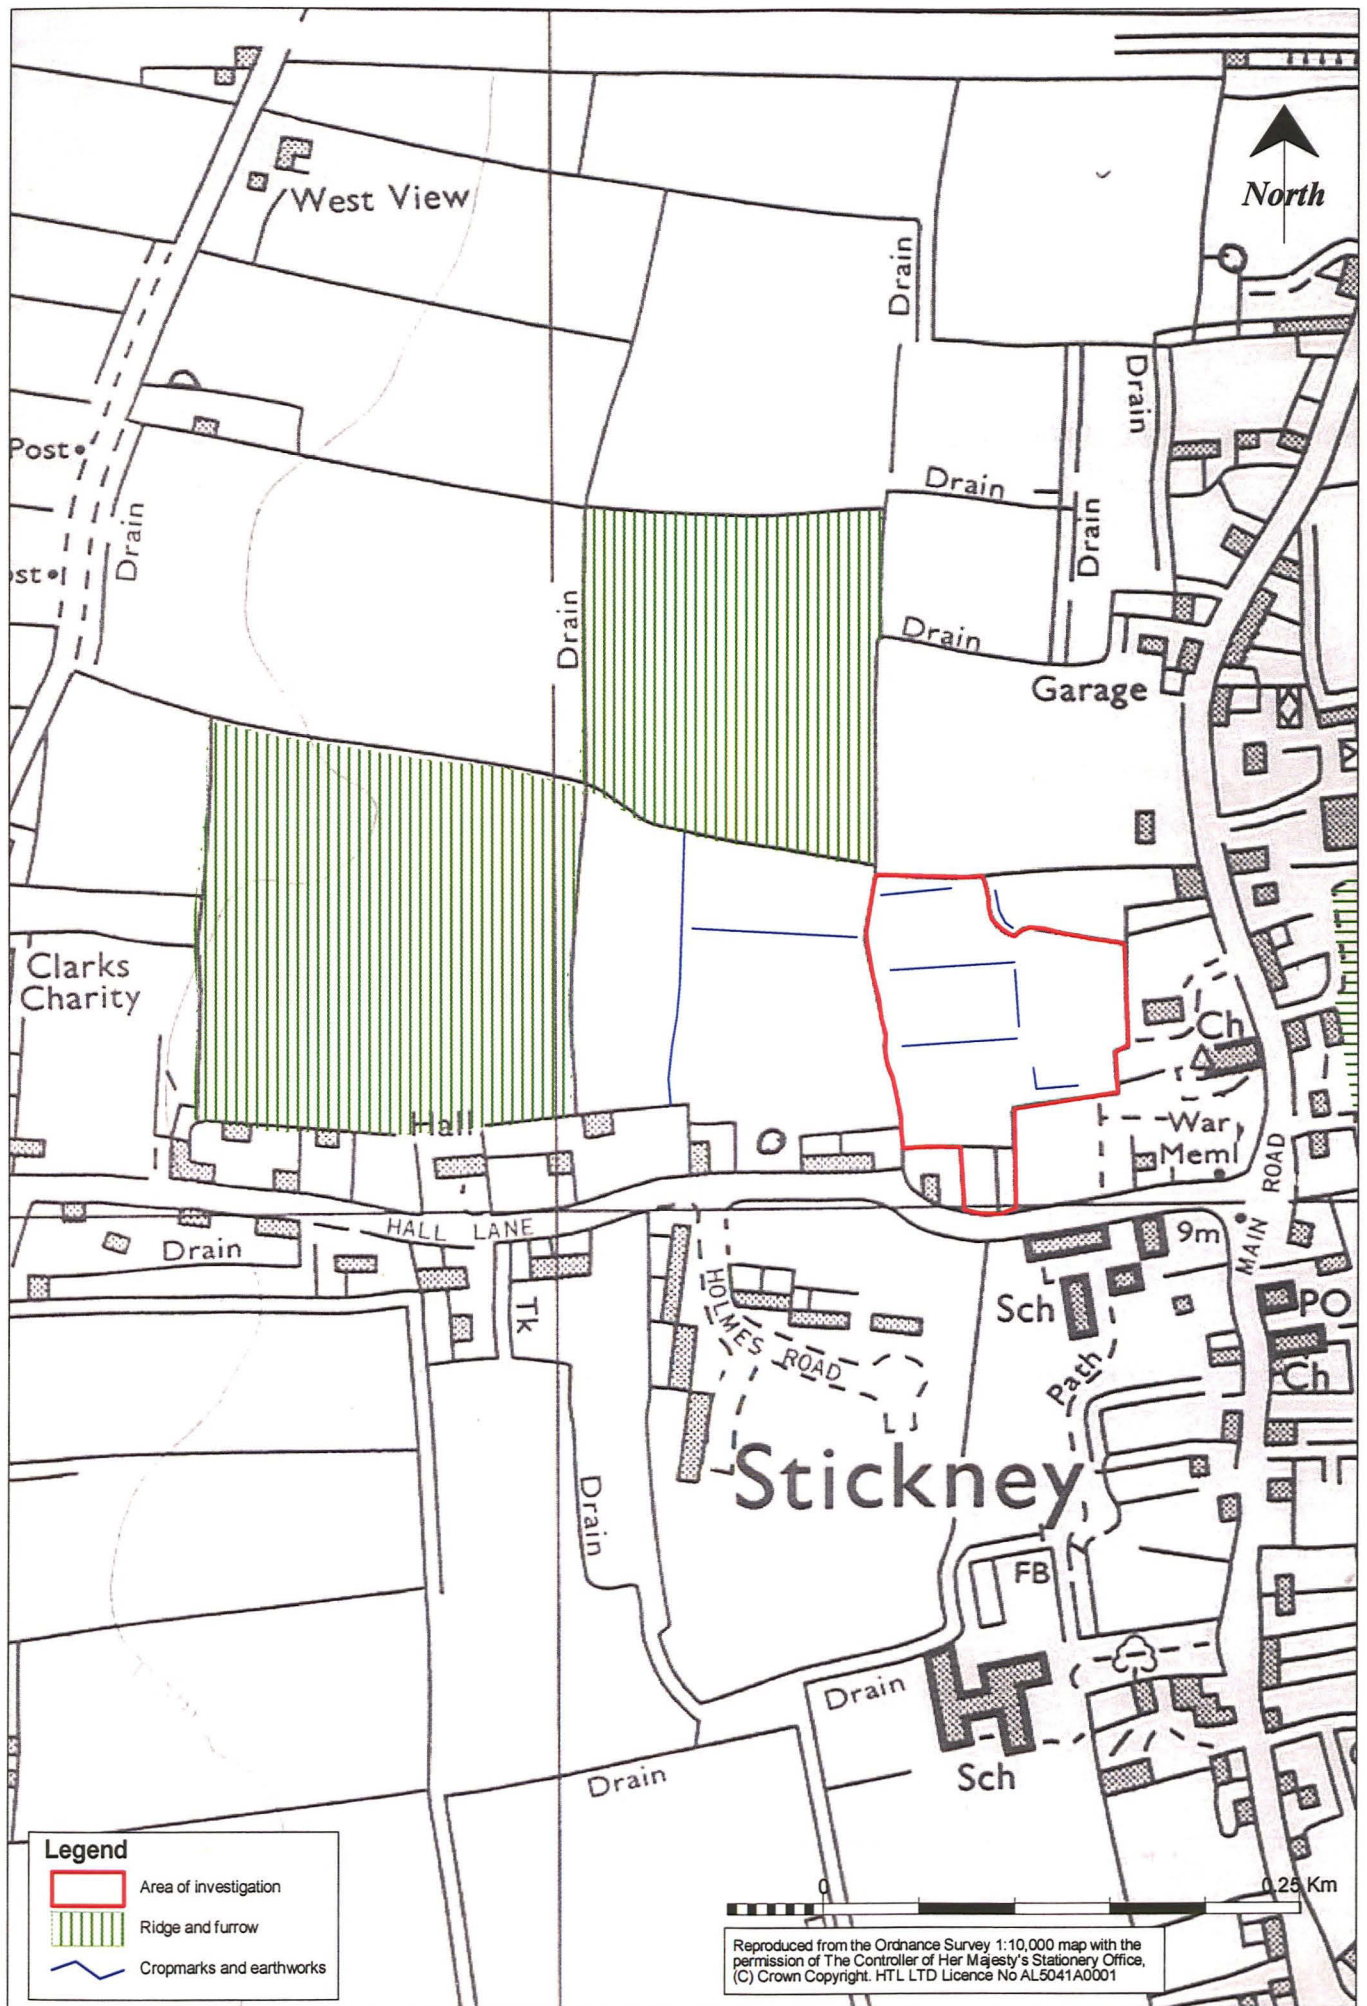 North
West View
Drain
Drain
Post
Drain
Drain
Drain
st
Drain
Drain
Garage
Clarks
Charity
Ch
Hall
War
Meml
HALL LANE
Drain
MAIN ROAD
9m
HOLMES ROAD
Tk
Sch
PO
Ch
Path
Stickney
Drain
FB
Drain
Sch
Drain
Legend
Area of investigation
Ridge and furrow
Cropmarks and earthworks
0 0.25 Km
Reproduced from the Ordnance Survey 1:10,000 map with the
permission of The Controller of Her Majesty's Stationery Office,
(C) Crown Copyright. HTL LTD Licence No AL5041A0001